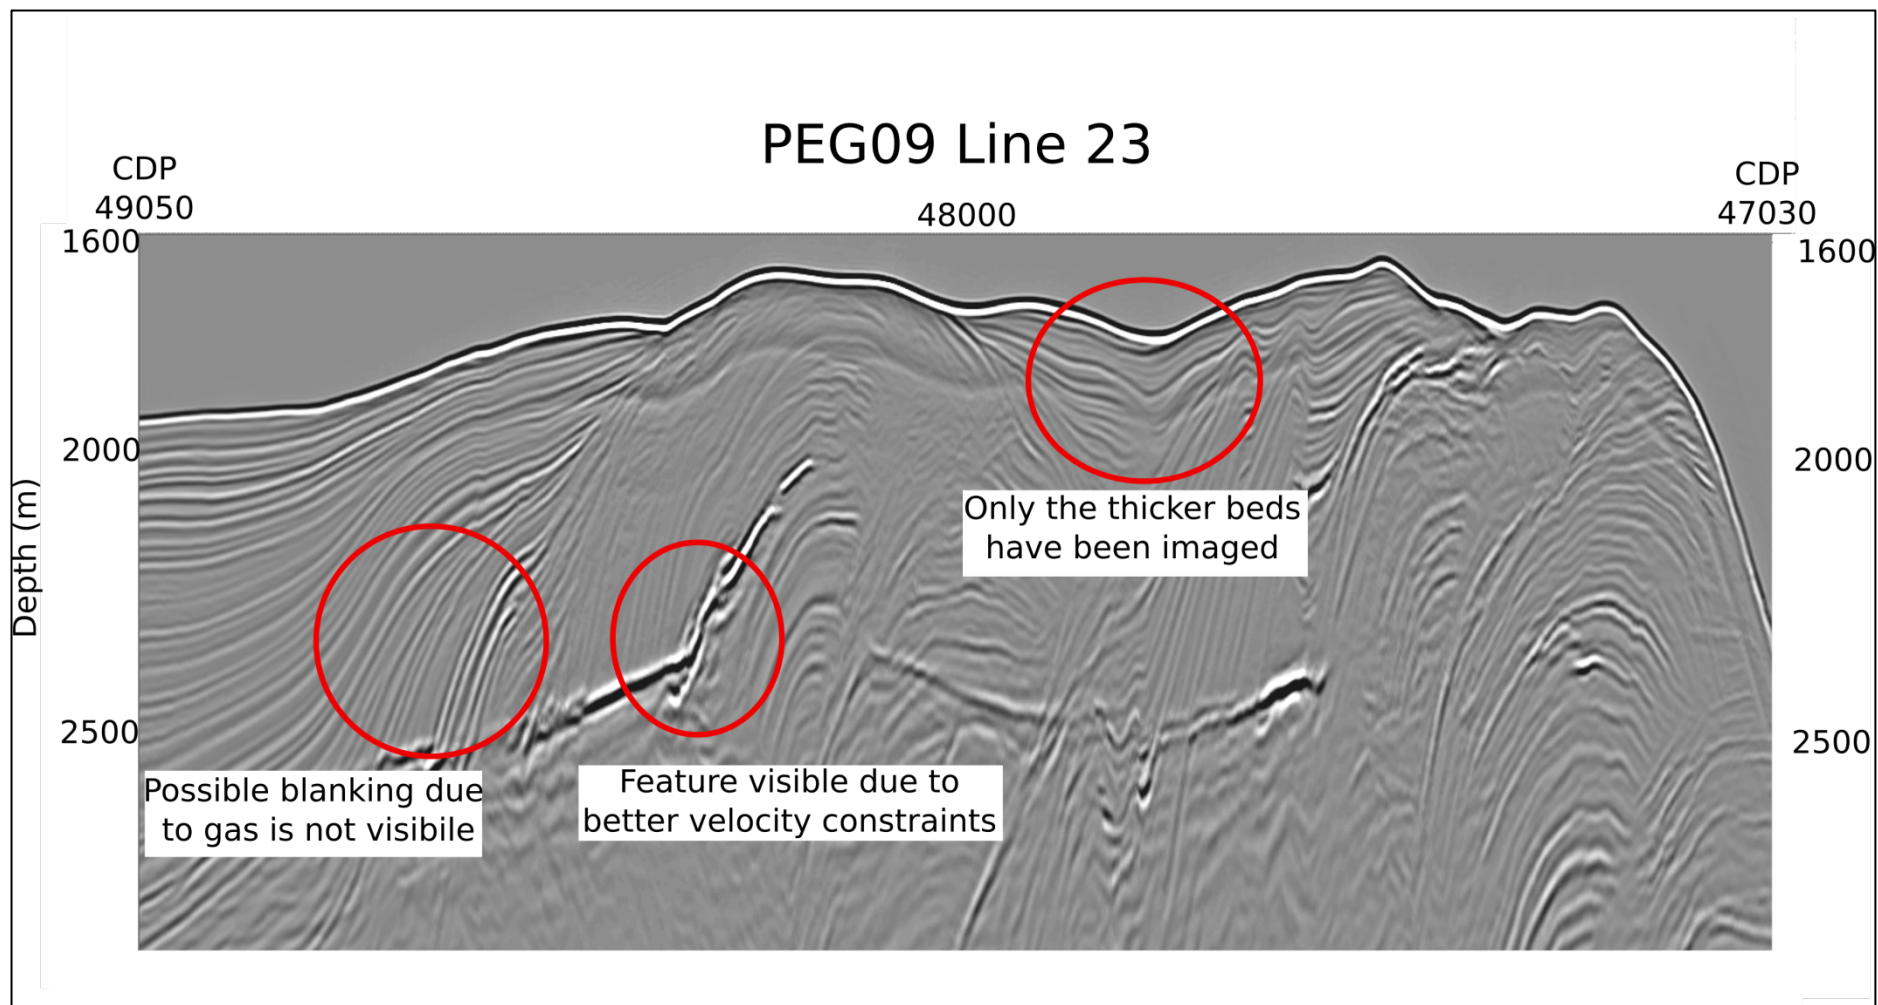 PEG09 Line 23
CDP
49050
48000
CDP
47030
1600
1600
2000
2000
2500
2500
Depth (m)
Only the thicker beds
have been imaged
Possible blanking due
to gas is not visibile
Feature visible due to
better velocity constraints